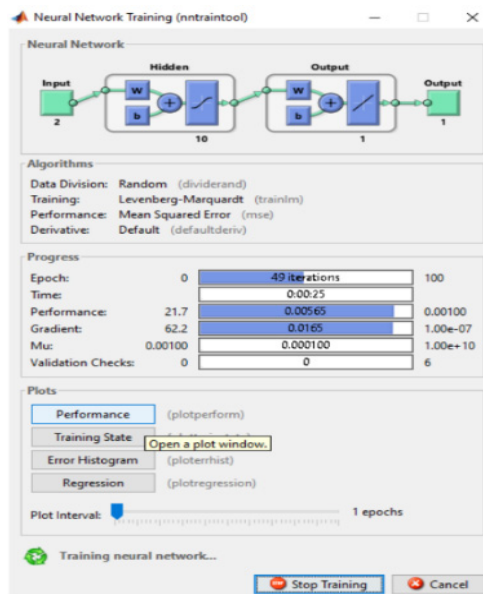 Neural Network Training (nntraintool)
Neural Network
Hidden Output
Input Output
W W
b b
2 10 1 1
Algorithms
Data Division: Random (dividerand)
Training: Levenberg-Marquardt (trainlm)
Performance: Mean Squared Error (mse)
Derivative: Default (defaultderiv)
Progress
Epoch: 0 49 iterations 100
Time: 0:00:25
Performance: 21.7 0.00565 0.00100
Gradient: 62.2 0.0165 1.00e-07
Mu: 0.00100 0.000100 1.00e+10
Validation Checks: 0 0 6
Plots
Performance (plotperform)
Training State
Open a plot window.
Error Histogram (ploterrhist)
Regression (plotregression)
Plot Interval: 1 epochs
Training neural network...
Stop Training Cancel